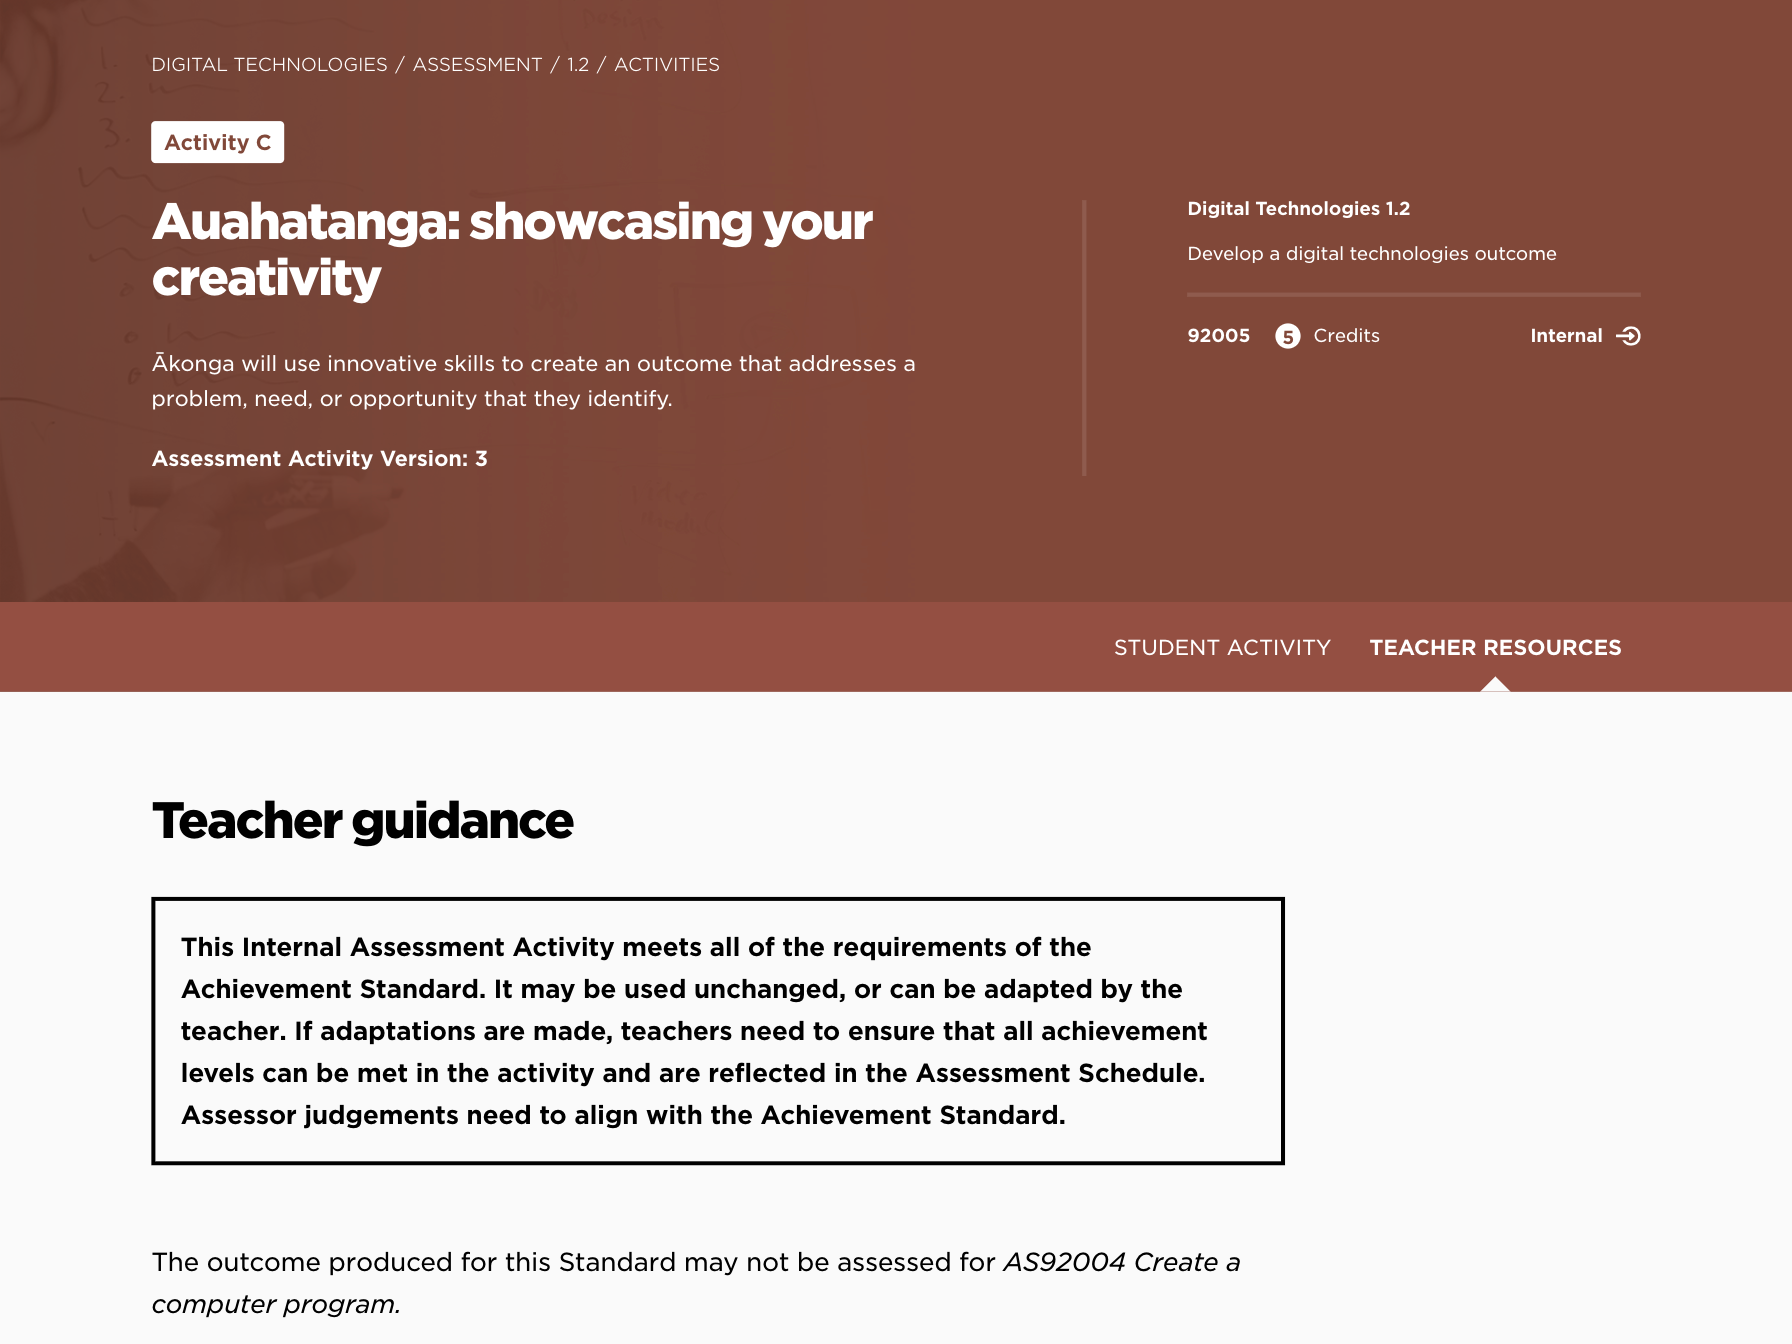 DIGITAL TECHNOLOGIES / ASSESSMENT / 1.2 / ACTIVITIES
Activity C
Auahatanga: showcasing your
creativity
Ākonga will use innovative skills to create an outcome that addresses a
problem, need, or opportunity that they identify.
Assessment Activity Version: 3
Digital Technologies 1.2
Develop a digital technologies outcome
92005 5 Credits Internal
STUDENT ACTIVITY TEACHER RESOURCES
Teacher guidance
This Internal Assessment Activity meets all of the requirements of the
Achievement Standard. It may be used unchanged, or can be adapted by the
teacher. If adaptations are made, teachers need to ensure that all achievement
levels can be met in the activity and are reflected in the Assessment Schedule.
Assessor judgements need to align with the Achievement Standard.
The outcome produced for this Standard may not be assessed for AS92004 Create a
computer program.